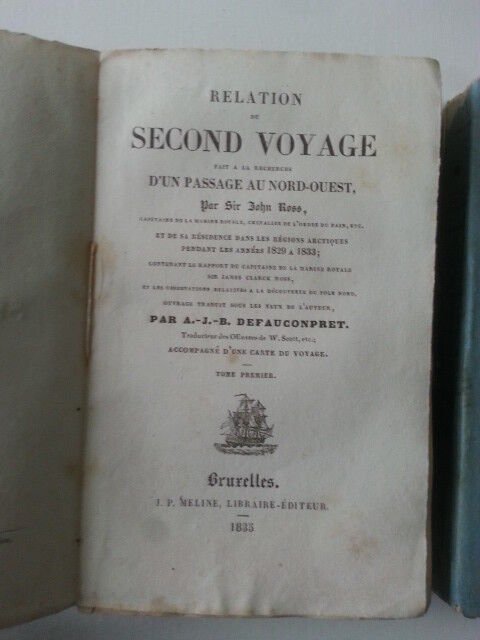 RELATION
DU
SECOND VOYAGE
FAIT A LA RECHERCHE
D'UN PASSAGE AU NORD-OUEST,
Par Sir John Ross,
CAPITAINE DE LA MARINE ROYALE, CHEVALIER DE L'ORDRE DU BAIN, ETC.
ET DE SA RÉSIDENCE DANS LES RÉGIONS ARCTIQUES
PENDANT LES ANNÉES 1829 A 1833;
CONTENANT LE RAPPORT DU CAPITAINE DE LA MARINE ROYALE
SIR JAMES CLARCK ROSS,
ET LES OBSERVATIONS RELATIVES A LA DÉCOUVERTE DU POLE NORD,
OUVRAGE TRADUIT SOUS LES YEUX DE L'AUTEUR,
PAR A.-J.-B. DEFAUCONPRET.
Traducteur des OEuvres de W. Scott, etc.;
ACCOMPAGNÉ D'UNE CARTE DU VOYAGE.
TOME PREMIER.
Bruxelles.
J. P. MELINE, LIBRAIRE-ÉDITEUR.
1835